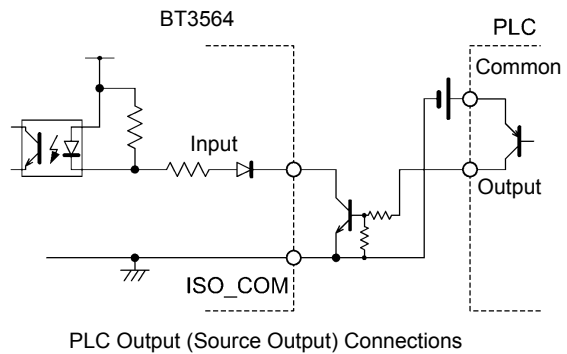 BT3564
PLC
Common
Input
Output
ISO_COM
PLC Output (Source Output) Connections